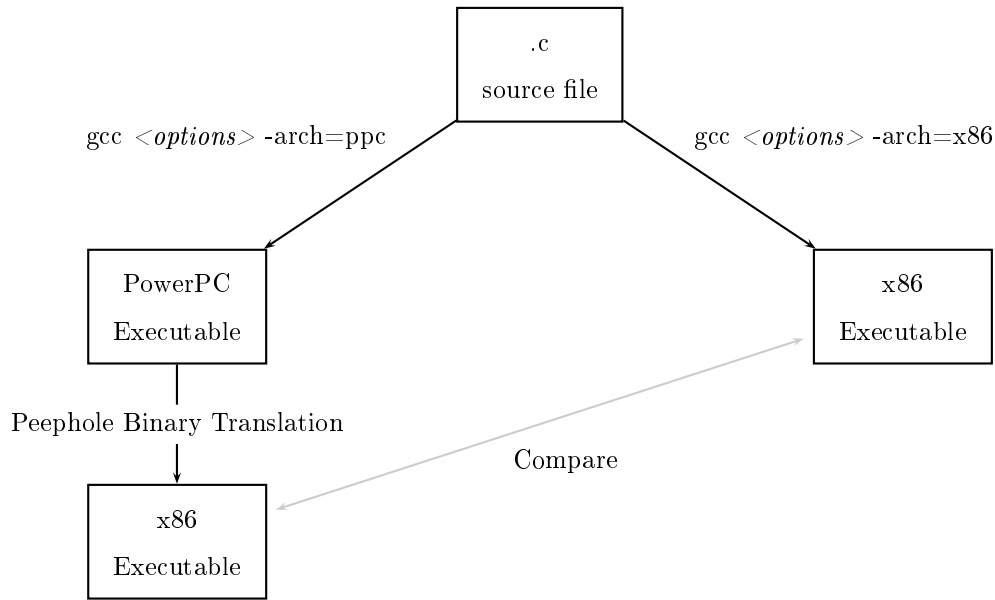 .c
source file
gcc <options> -arch=ppc
gcc <options> -arch=x86
PowerPC
Executable
x86
Executable
Peephole Binary Translation
Compare
x86
Executable